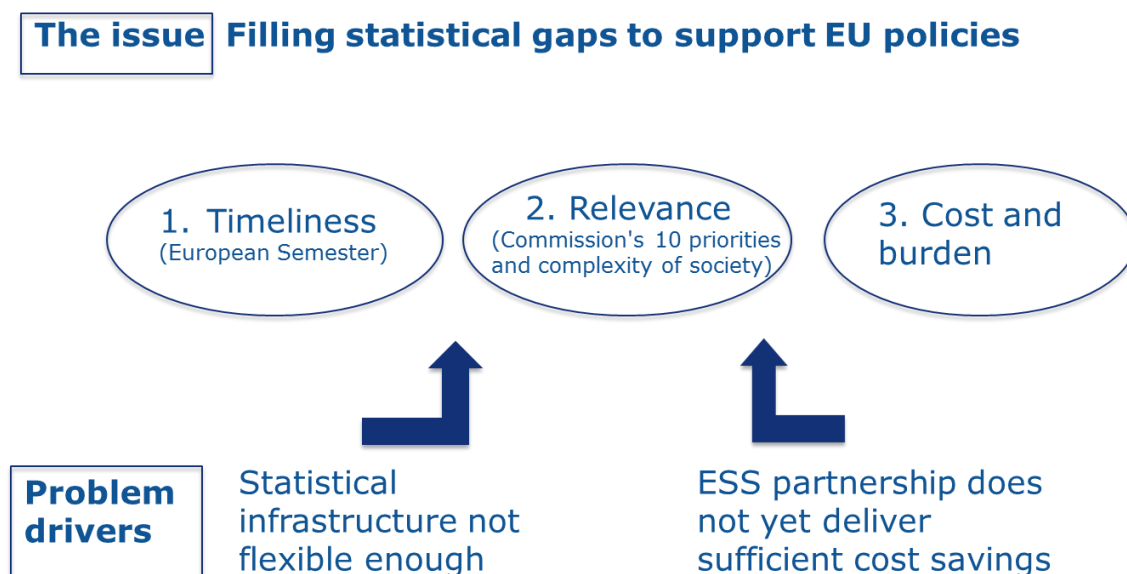 The issue Filling statistical gaps to support EU policies
1. Timeliness
(European Semester)
2. Relevance
(Commission's 10 priorities
and complexity of society)
3. Cost and
burden
Problem
drivers
Statistical
infrastructure not
flexible enough
ESS partnership does
not yet deliver
sufficient cost savings